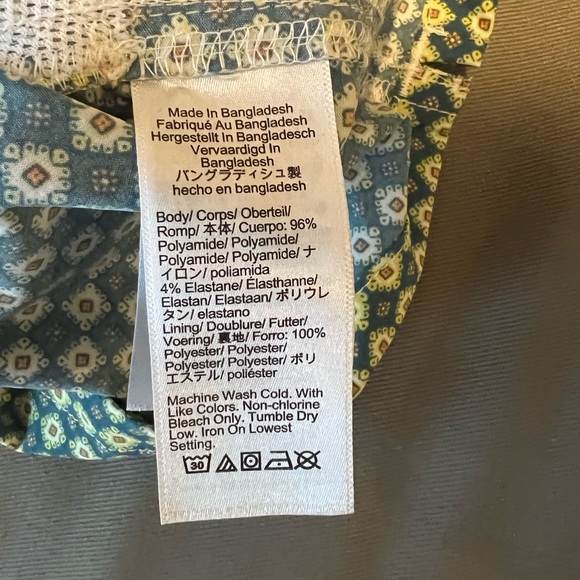 Made In Bangladesh
Fabriqué Au Bangladesh
Hergestellt In Bangladesch
Vervaardigd In
Bangladesh
バングラディシュ製
hecho en bangladesh
Body/ Corps/ Oberteil/
Romp/ 本体/ Cuerpo: 96%
Polyamide/ Polyamide/
Polyamide/ Polyamide/ ナ
イロン/ poliamida
4% Elastane/ Élasthanne/
Elastan/ Elastaan/ ポリウレ
タン/ elastano
Lining/ Doublure/ Futter/
Voering/ 裏地/ Forro: 100%
Polyester/ Polyester/
Polyester/ Polyester/ ポリ
エステル/ poliéster
Machine Wash Cold. With
Like Colors. Non-chlorine
Bleach Only. Tumble Dry
Low. Iron On Lowest
Setting.
30